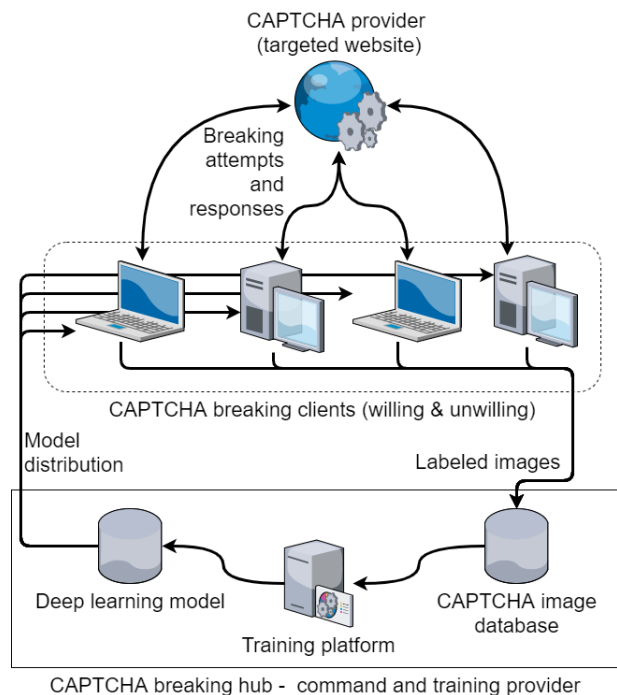 CAPTCHA provider
(targeted website)
Breaking
attempts
and
responses
CAPTCHA breaking clients (willing & unwilling)
Model
distribution
Labeled images
Deep learning model
Training platform
CAPTCHA image
database
CAPTCHA breaking hub - command and training provider